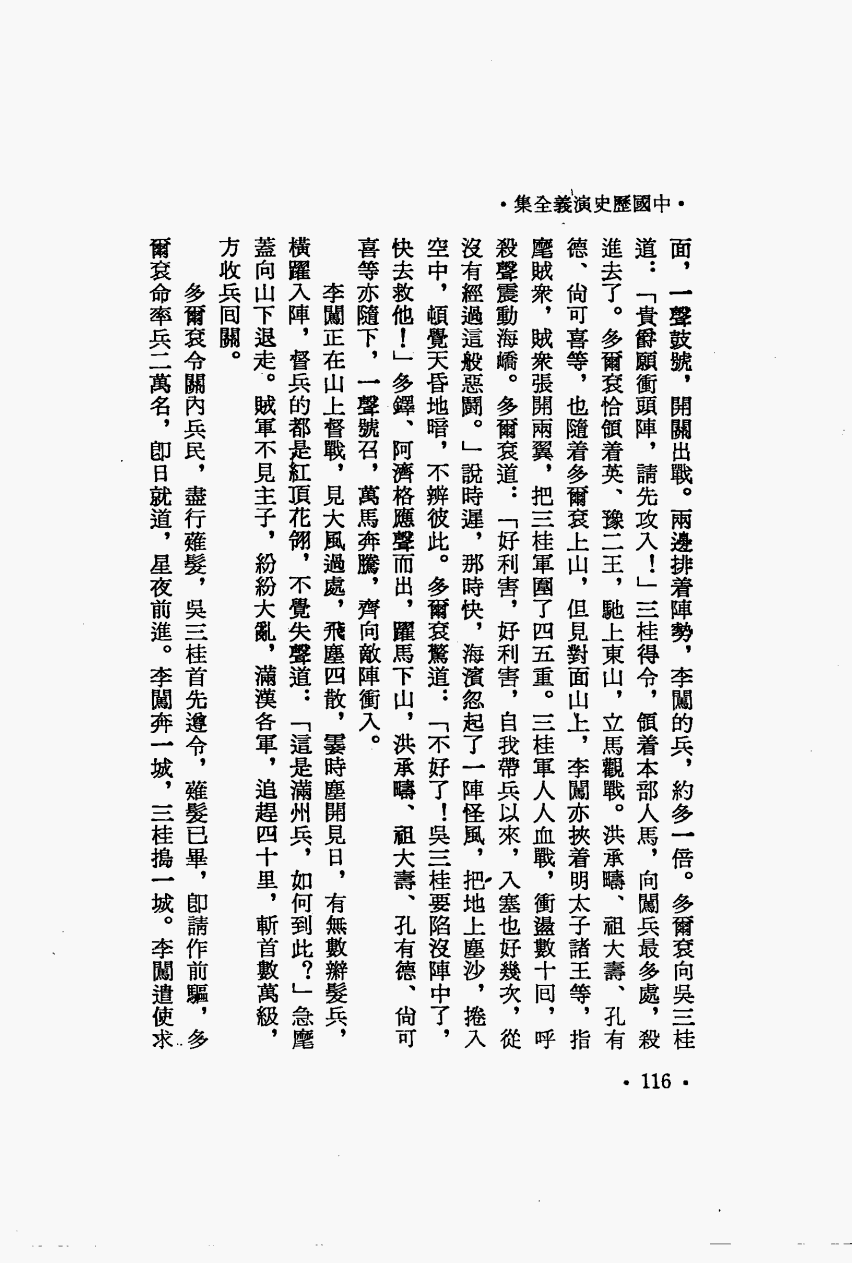 ·中國歷史演義全集·
面，一聲鼓號，開關出戰。兩邊排着陣勢，李闖的兵，約多一倍。多爾袞向吳三桂
道：「貴爵願衝頭陣，請先攻入！」三桂得令，領着本部人馬，向闖兵最多處，殺
進去了。多爾袞恰領着英、豫二王，馳上東山，立馬觀戰。洪承疇、祖大壽、孔有
德、尙可喜等，也隨着多爾袞上山，但見對面山上，李闖亦挾着明太子諸王等，指
麾賊衆，賊衆張開兩翼，把三桂軍圍了四五重。三桂軍人人血戰，衝盪數十囘，呼
殺聲震動海嶠。多爾袞道：「好利害，好利害，自我帶兵以來，入塞也好幾次，從
沒有經過這般惡鬭。」說時遲，那時快，海濱忽起了一陣怪風，把地上塵沙，捲入
空中，頓覺天昏地暗，不辨彼此。多爾袞驚道：「不好了！吳三桂要陷沒陣中了，
快去救他！」多鐸、阿濟格應聲而出，躍馬下山，洪承疇、祖大壽、孔有德、尙可
喜等亦隨下，一聲號召，萬馬奔騰，齊向敵陣衝入。
李闖正在山上督戰，見大風過處，飛塵四散，霎時塵開見日，有無數辮髮兵，
橫躍入陣，督兵的都是紅頂花翎，不覺失聲道：「這是滿州兵，如何到此？」急麾
蓋向山下退走。賊軍不見主子，紛紛大亂，滿漢各軍，追趕四十里，斬首數萬級，
方收兵囘關。
多爾袞令關內兵民，盡行薙髮，吳三桂首先遵令，薙髮已畢，卽請作前驅，多
爾袞命率兵二萬名，卽日就道，星夜前進。李闖奔一城，三桂搗一城。李闖遣使求
·116·